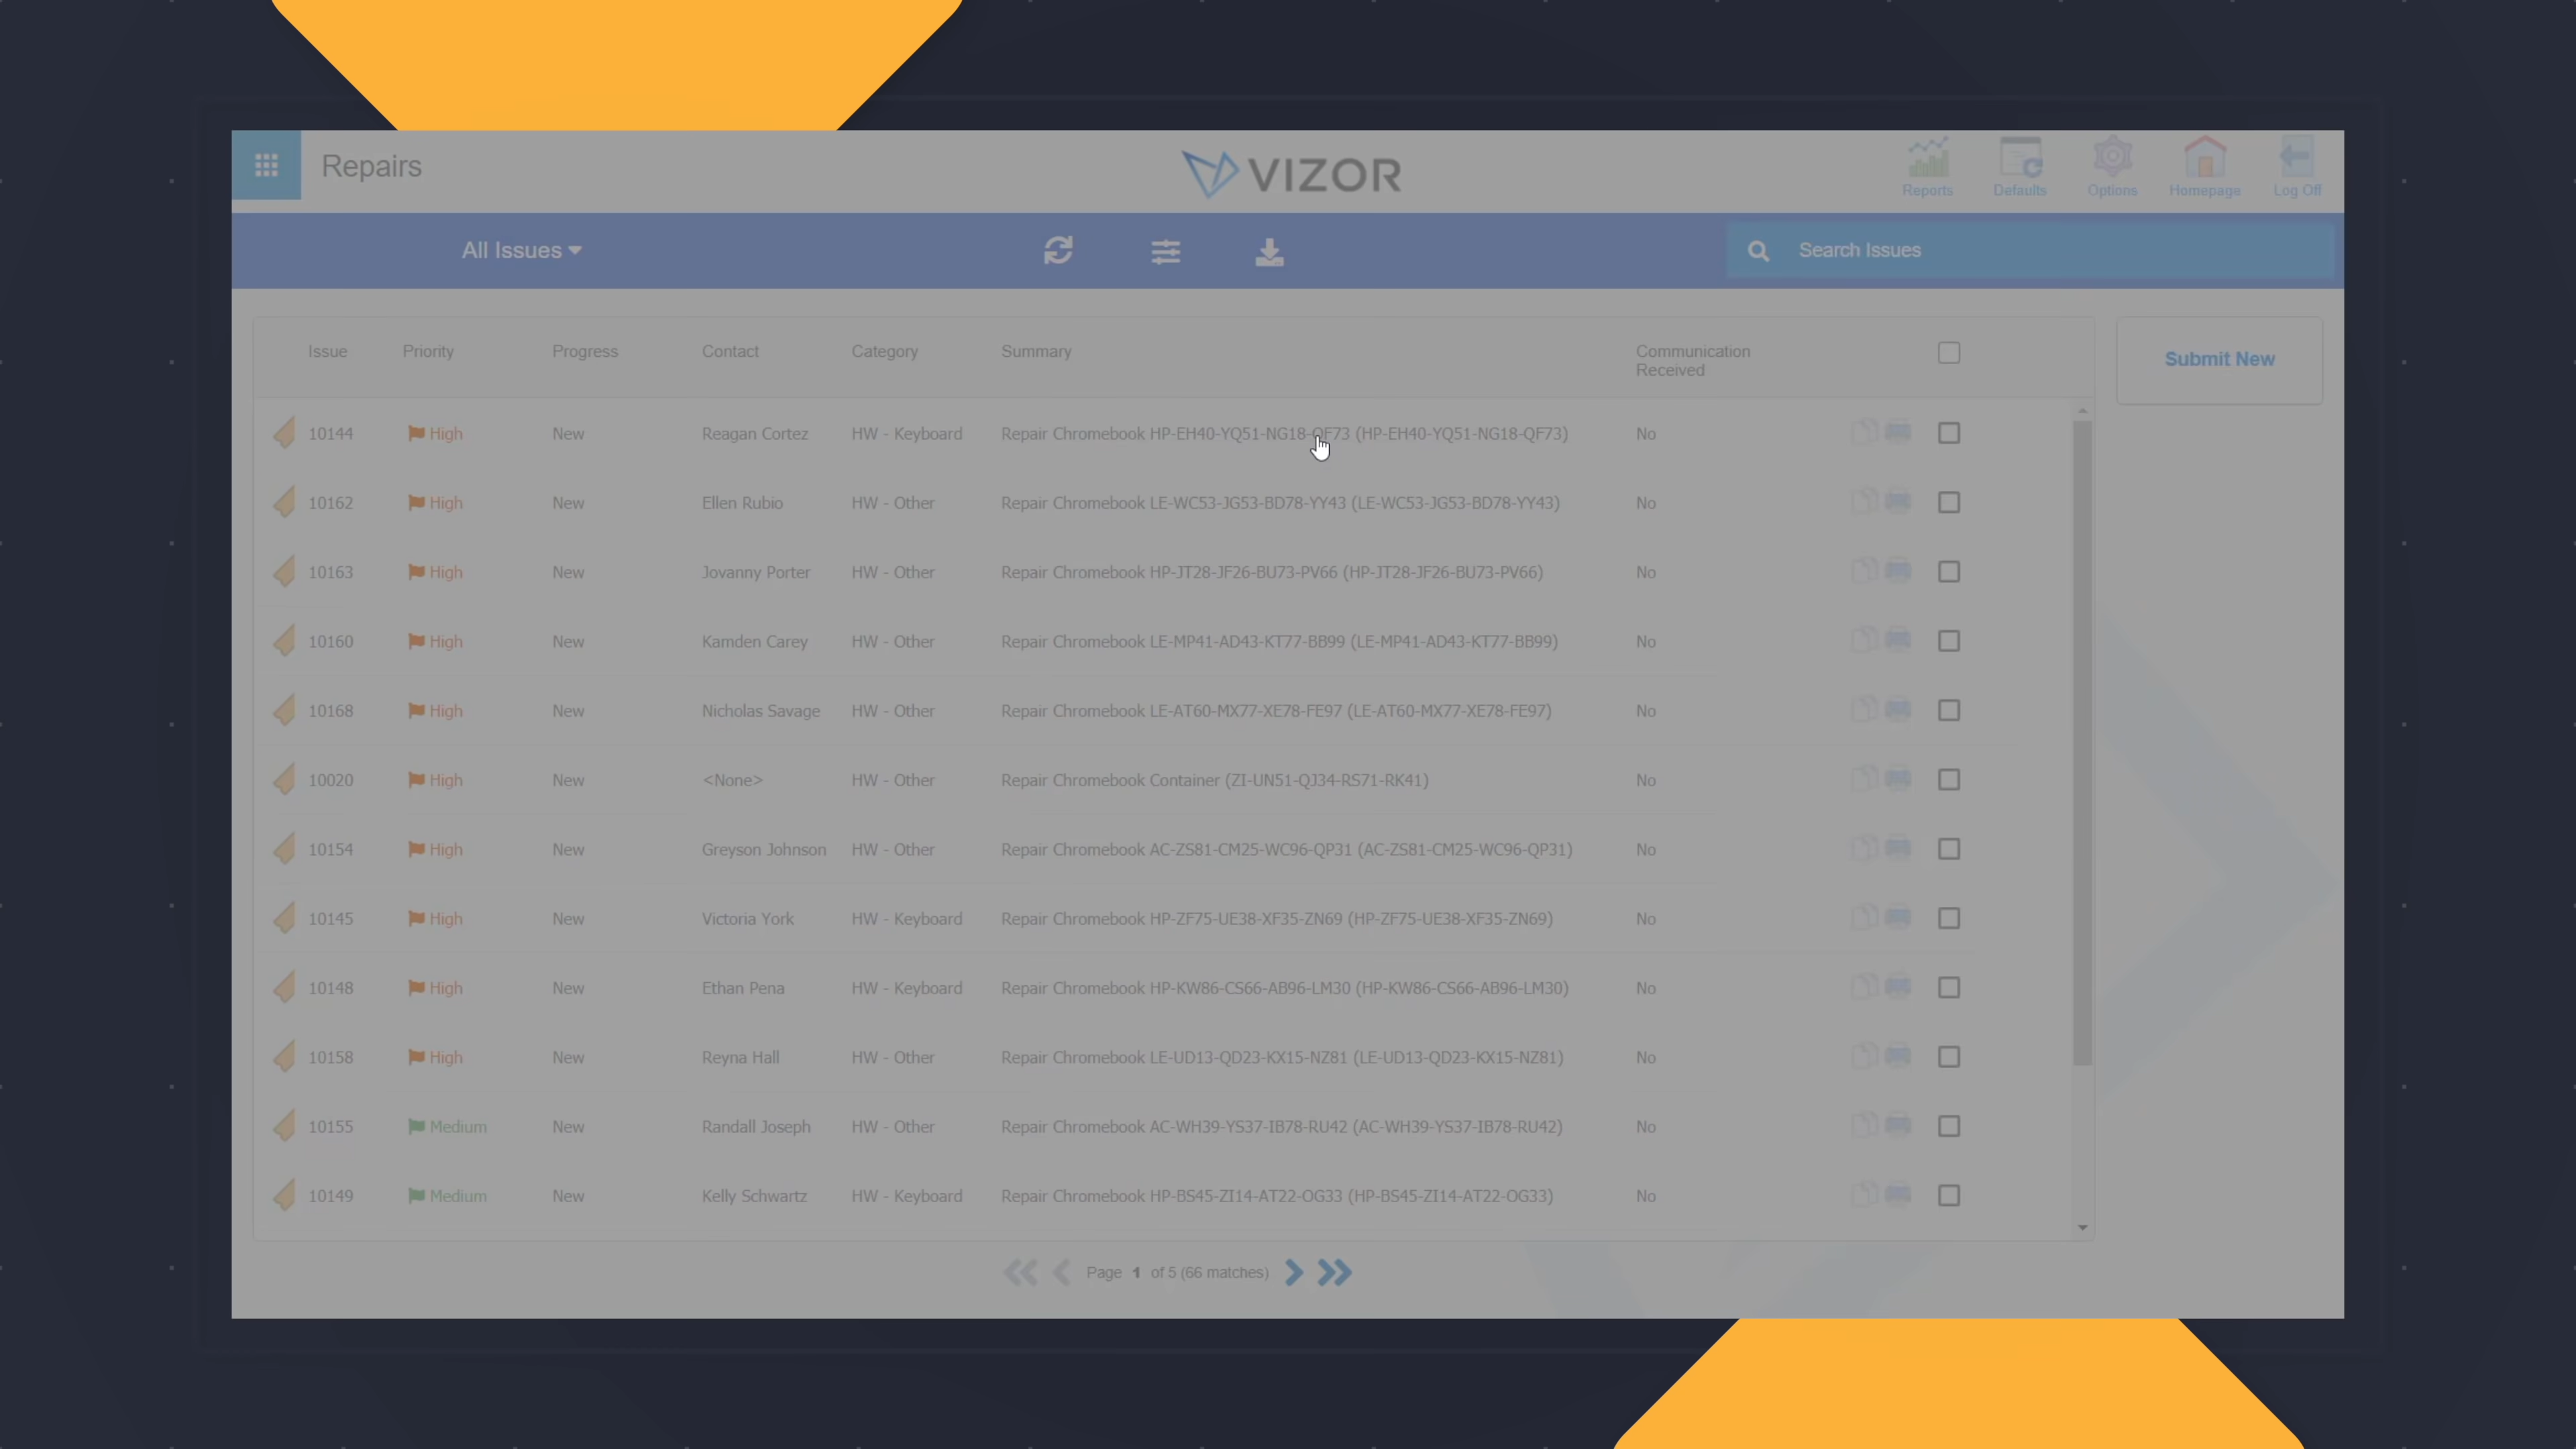 Repairs
VIZOR
Reports
Defaults
Options
Homepage
Log Off
All Issues
Search Issues
Issue Priority Progress Contact Category Summary Communication
Received
Submit New
10144 High New Reagan Cortez HW - Keyboard Repair Chromebook HP-EH40-YQ51-NG18-QF73 (HP-EH40-YQ51-NG18-QF73) No
10162 High New Ellen Rubio HW - Other Repair Chromebook LE-WC53-JG53-BD78-YY43 (LE-WC53-JG53-BD78-YY43) No
10163 High New Jovanny Porter HW - Other Repair Chromebook HP-JT28-JF26-BU73-PV66 (HP-JT28-JF26-BU73-PV66) No
10160 High New Kamden Carey HW - Other Repair Chromebook LE-MP41-AD43-KT77-BB99 (LE-MP41-AD43-KT77-BB99) No
10168 High New Nicholas Savage HW - Other Repair Chromebook LE-AT60-MX77-XE78-FE97 (LE-AT60-MX77-XE78-FE97) No
10020 High New <None> HW - Other Repair Chromebook Container (ZI-UN51-QJ34-RS71-RK41) No
10154 High New Greyson Johnson HW - Other Repair Chromebook AC-ZS81-CM25-WC96-QP31 (AC-ZS81-CM25-WC96-QP31) No
10145 High New Victoria York HW - Keyboard Repair Chromebook HP-ZF75-UE38-XF35-ZN69 (HP-ZF75-UE38-XF35-ZN69) No
10148 High New Ethan Pena HW - Keyboard Repair Chromebook HP-KW86-CS66-AB96-LM30 (HP-KW86-CS66-AB96-LM30) No
10158 High New Reyna Hall HW - Other Repair Chromebook LE-UD13-QD23-KX15-NZ81 (LE-UD13-QD23-KX15-NZ81) No
10155 Medium New Randall Joseph HW - Other Repair Chromebook AC-WH39-YS37-IB78-RU42 (AC-WH39-YS37-IB78-RU42) No
10149 Medium New Kelly Schwartz HW - Keyboard Repair Chromebook HP-BS45-ZI14-AT22-OG33 (HP-BS45-ZI14-AT22-OG33) No
Page 1 of 5 (66 matches)